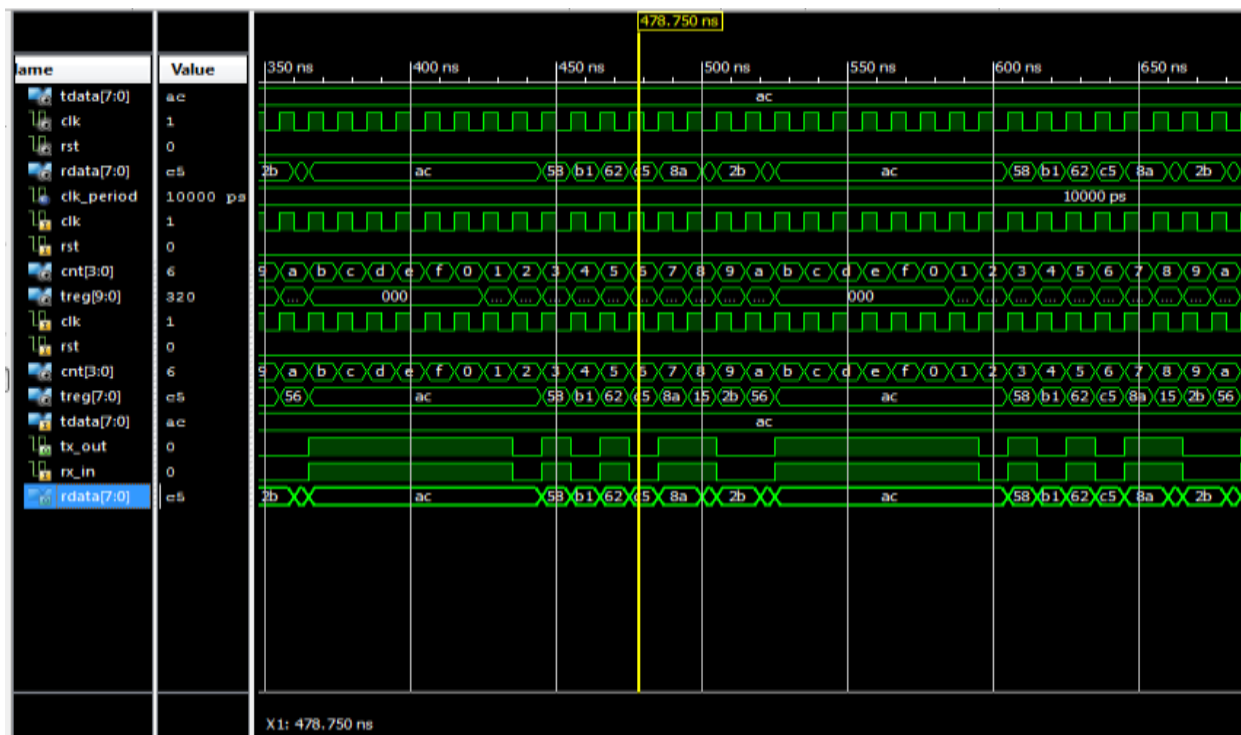 478.750 ns
lame Value 350 ns 400 ns 450 ns 500 ns 550 ns 600 ns 650 ns
tdata[7:0] ac ac
clk 1
rst 0
rdata[7:0] c5 2b ac 58 b1 62 c5 8a 2b ac 58 b1 62 c5 8a 2b
clk_period 10000 ps 10000 ps
clk 1
rst 0
cnt[3:0] 6 9 a b c d e f 0 1 2 3 4 5 6 7 8 9 a b c d e f 0 1 2 3 4 5 6 7 8 9 a
treg[9:0] 320 ... 000 ... ... ... ... ... ... ... ... ... ... 000 ... ... ... ... ... ... ... ... ... ...
clk 1
rst 0
cnt[3:0] 6 9 a b c d e f 0 1 2 3 4 5 6 7 8 9 a b c d e f 0 1 2 3 4 5 6 7 8 9 a
treg[7:0] c5 56 ac 58 b1 62 c5 8a 15 2b 56 ac 58 b1 62 c5 8a 15 2b 56
tdata[7:0] ac ac
tx_out 0
rx_in 0
rdata[7:0] c5 2b ac 58 b1 62 c5 8a 2b ac 58 b1 62 c5 8a 2b
X1: 478.750 ns